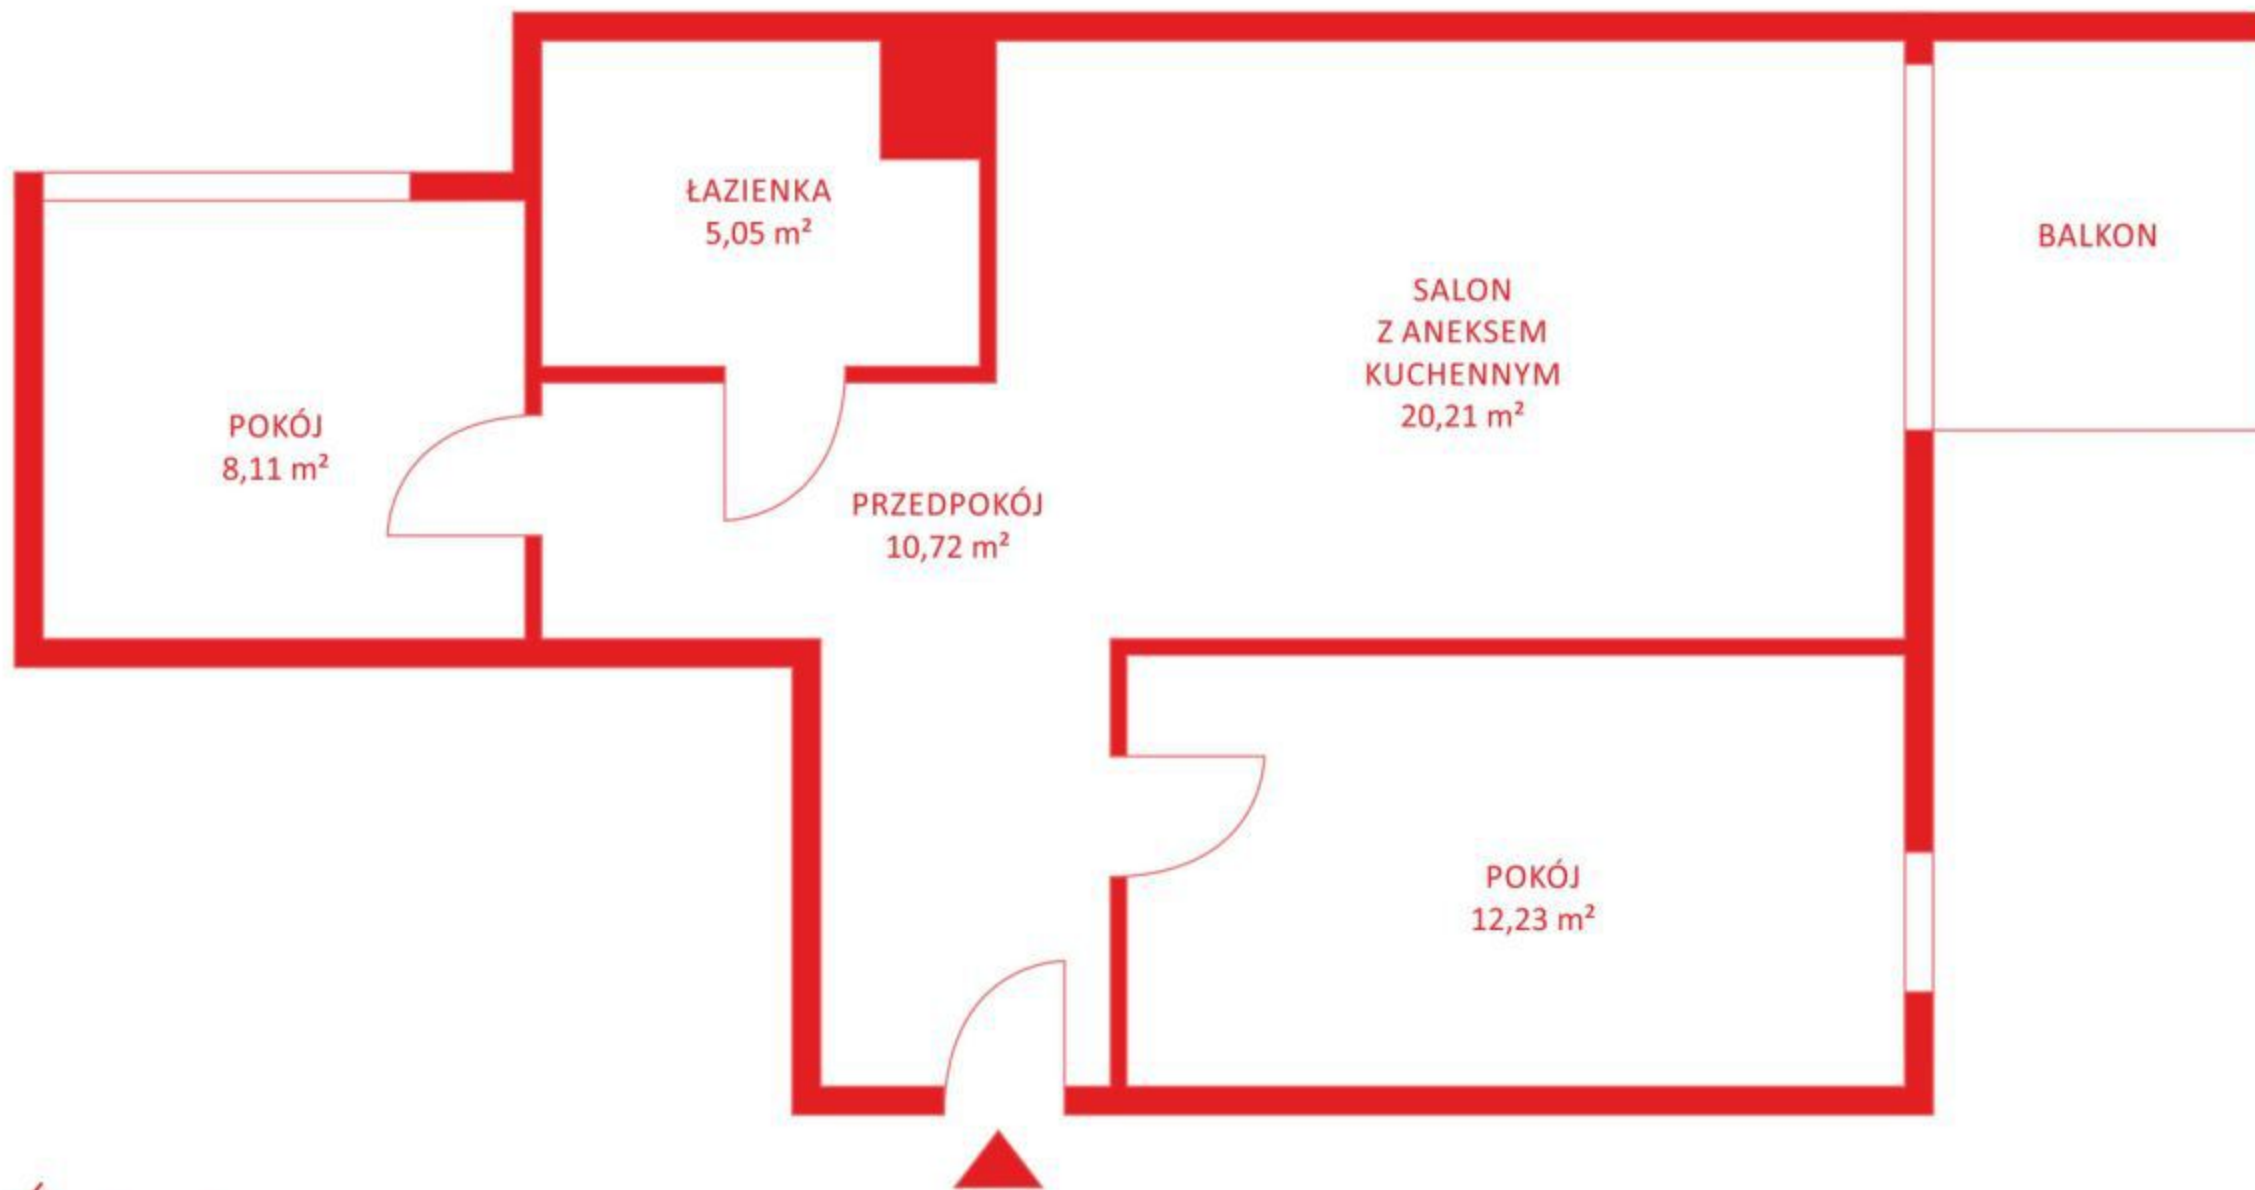 ŁAZIENKA
5,05 m²
BALKON
SALON
Z ANEKSEM
KUCHENNYM
20,21 m²
POKÓJ
8,11 m²
PRZEDPOKÓJ
10,72 m²
POKÓJ
12,23 m²